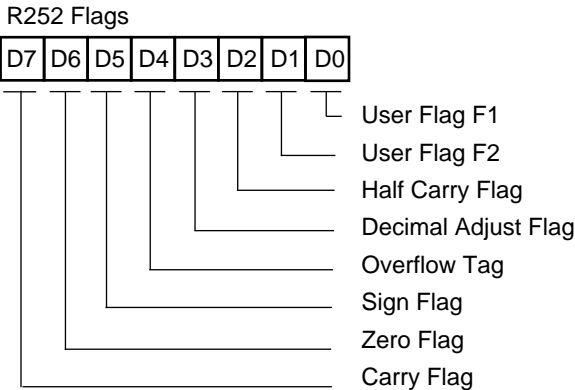 R252 Flags
D7 D6 D5 D4 D3 D2 D1 D0
User Flag F1
User Flag F2
Half Carry Flag
Decimal Adjust Flag
Overflow Tag
Sign Flag
Zero Flag
Carry Flag